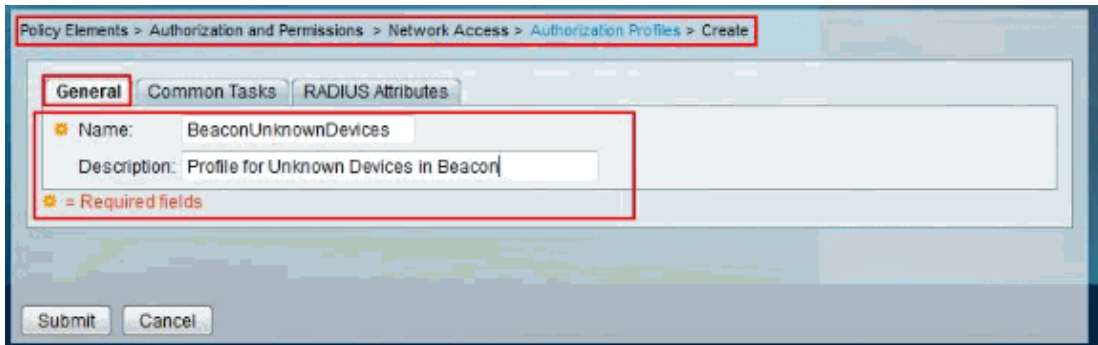 Policy Elements > Authorization and Permissions > Network Access > Authorization Profiles > Create
General Common Tasks RADIUS Attributes
Name: BeaconUnknownDevices
Description: Profile for Unknown Devices in Beacon
= Required fields
Submit Cancel